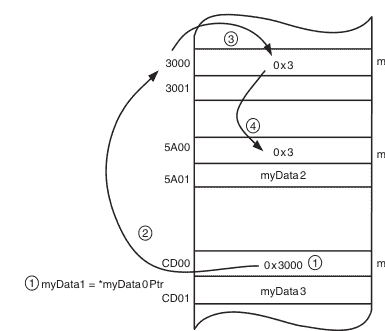 ③
3000 0x3 m
3001
④
5A00 0x3 m
5A01 myData2
②
CD00 0x3000 ① m
① myData1 = *myData0Ptr
CD01 myData3